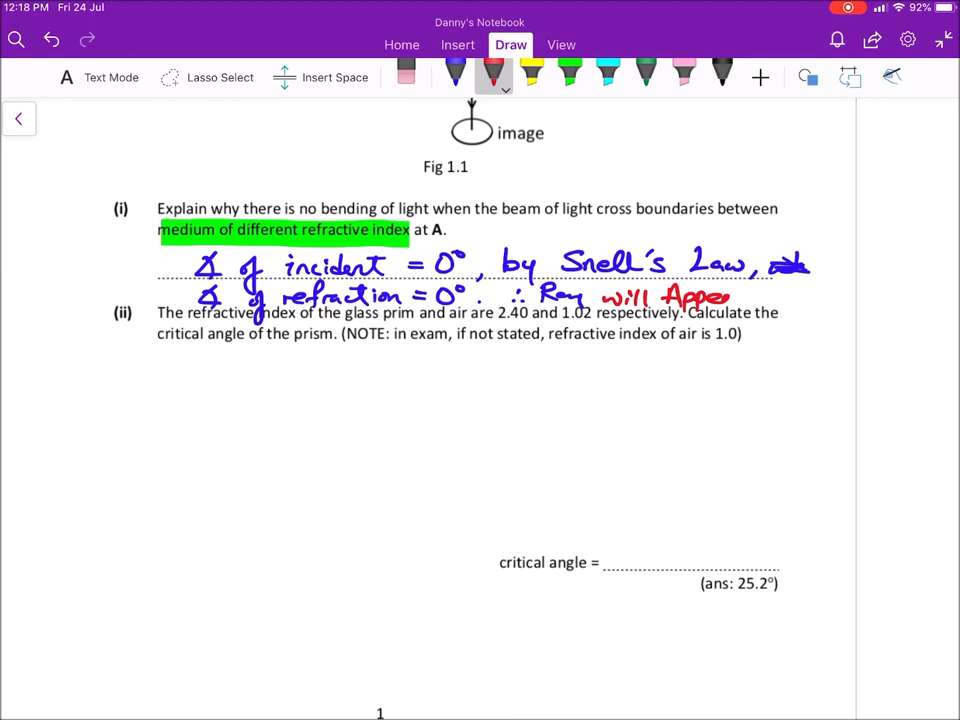 12:18 PM Fri 24 Jul 92%
Danny's Notebook
Home Insert Draw View
A Text Mode Lasso Select Insert Space
image
Fig 1.1
(i) Explain why there is no bending of light when the beam of light cross boundaries between
medium of different refractive index at A.
∡ of incident = 0°, by Snell's Law,
∡ of refraction = 0°. ∴ Ray will Appea
(ii) The refractive index of the glass prim and air are 2.40 and 1.02 respectively. Calculate the
critical angle of the prism. (NOTE: in exam, if not stated, refractive index of air is 1.0)
critical angle =
(ans: 25.2°)
1